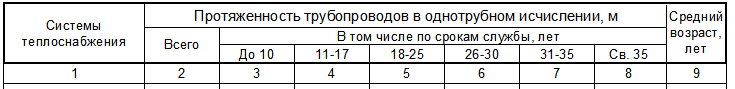 Системы теплоснабжения
Протяженность трубопроводов в однотрубном исчислении, м
Средний возраст, лет
Всего
В том числе по срокам службы, лет
До 10 11-17 18-25 26-30 31-35 Св. 35
1 2 3 4 5 6 7 8 9